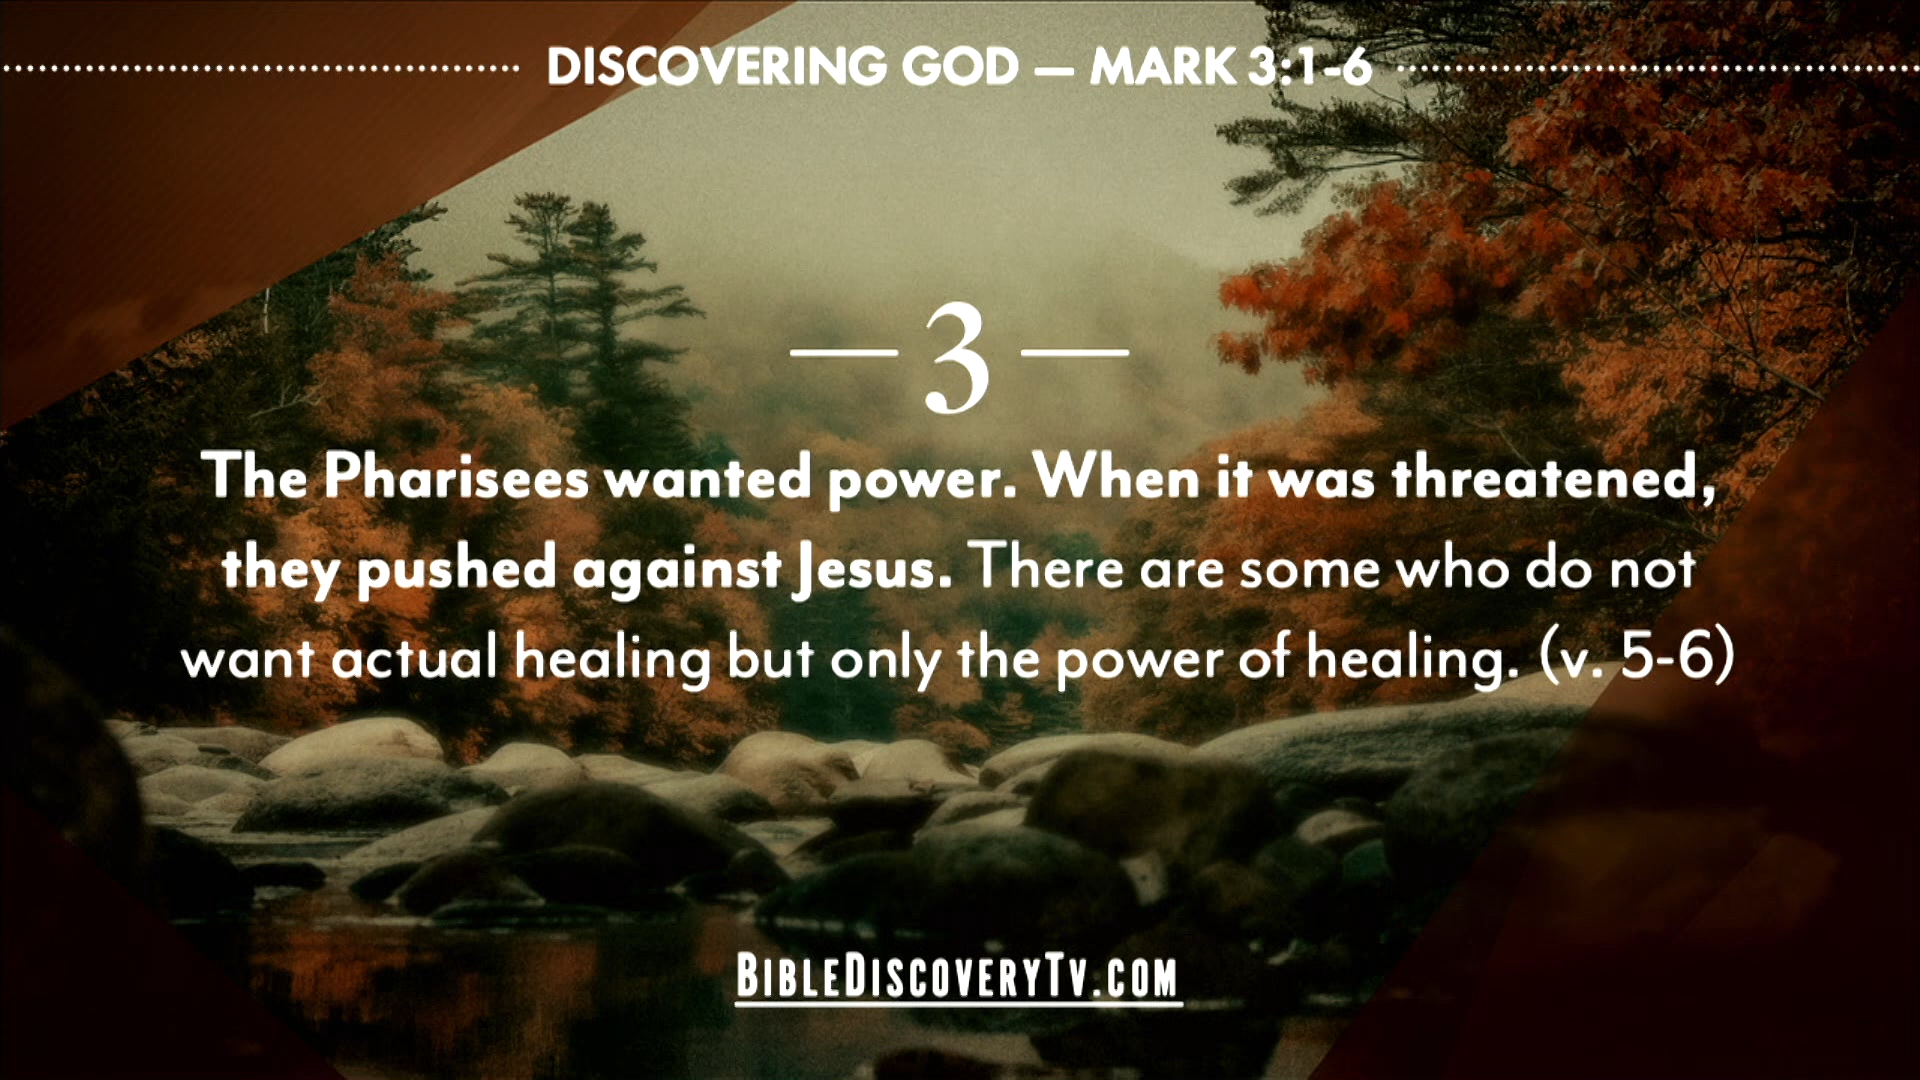 DISCOVERING GOD — MARK 3:1-6
— 3 —
The Pharisees wanted power. When it was threatened,
they pushed against Jesus. There are some who do not
want actual healing but only the power of healing. (v. 5-6)
BIBLEDISCOVERYTV.COM